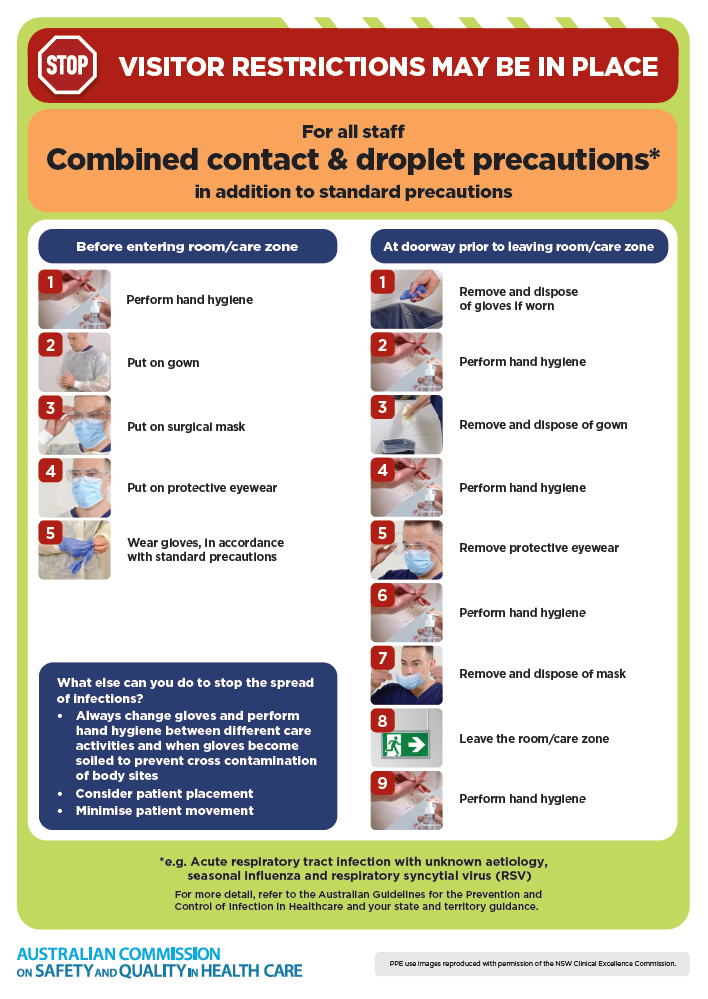 STOP
VISITOR RESTRICTIONS MAY BE IN PLACE
For all staff
Combined contact & droplet precautions*
in addition to standard precautions
Before entering room/care zone
1
Perform hand hygiene
2
Put on gown
3
Put on surgical mask
4
Put on protective eyewear
5
Wear gloves, in accordance
with standard precautions
What else can you do to stop the spread
of infections?
• Always change gloves and perform
hand hygiene between different care
activities and when gloves become
soiled to prevent cross contamination
of body sites
• Consider patient placement
• Minimise patient movement
At doorway prior to leaving room/care zone
1
Remove and dispose
of gloves if worn
2
Perform hand hygiene
3
Remove and dispose of gown
4
Perform hand hygiene
5
Remove protective eyewear
6
Perform hand hygiene
7
Remove and dispose of mask
8
Leave the room/care zone
9
Perform hand hygiene
*e.g. Acute respiratory tract infection with unknown aetiology,
seasonal influenza and respiratory syncytial virus (RSV)
For more detail, refer to the Australian Guidelines for the Prevention and
Control of Infection in Healthcare and your state and territory guidance.
AUSTRALIAN COMMISSION
ON SAFETY AND QUALITY IN HEALTH CARE
PPE use images reproduced with permission of the NSW Clinical Excellence Commission.